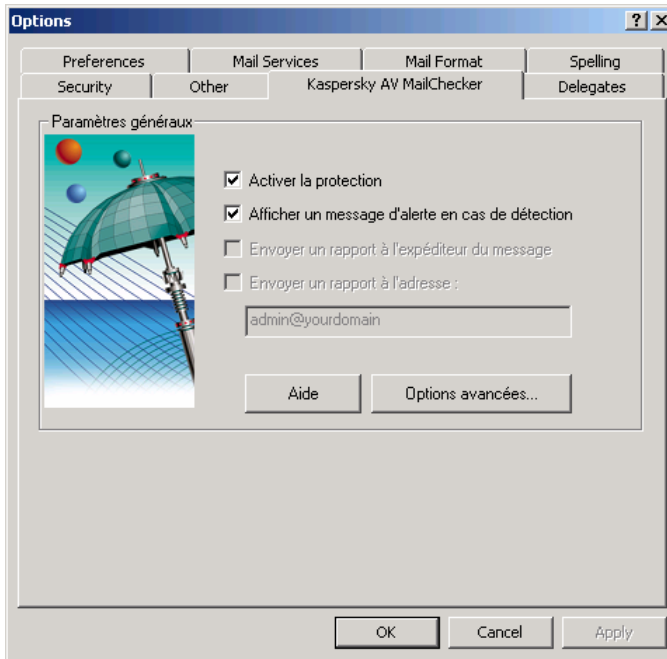 Options
Preferences
Mail Services
Mail Format
Spelling
Security
Other
Kaspersky AV MailChecker
Delegates
Paramètres généraux
Activer la protection
Afficher un message d'alerte en cas de détection
Envoyer un rapport à l'expéditeur du message
Envoyer un rapport à l'adresse :
admin@yourdomain
Aide
Options avancées...
OK
Cancel
Apply